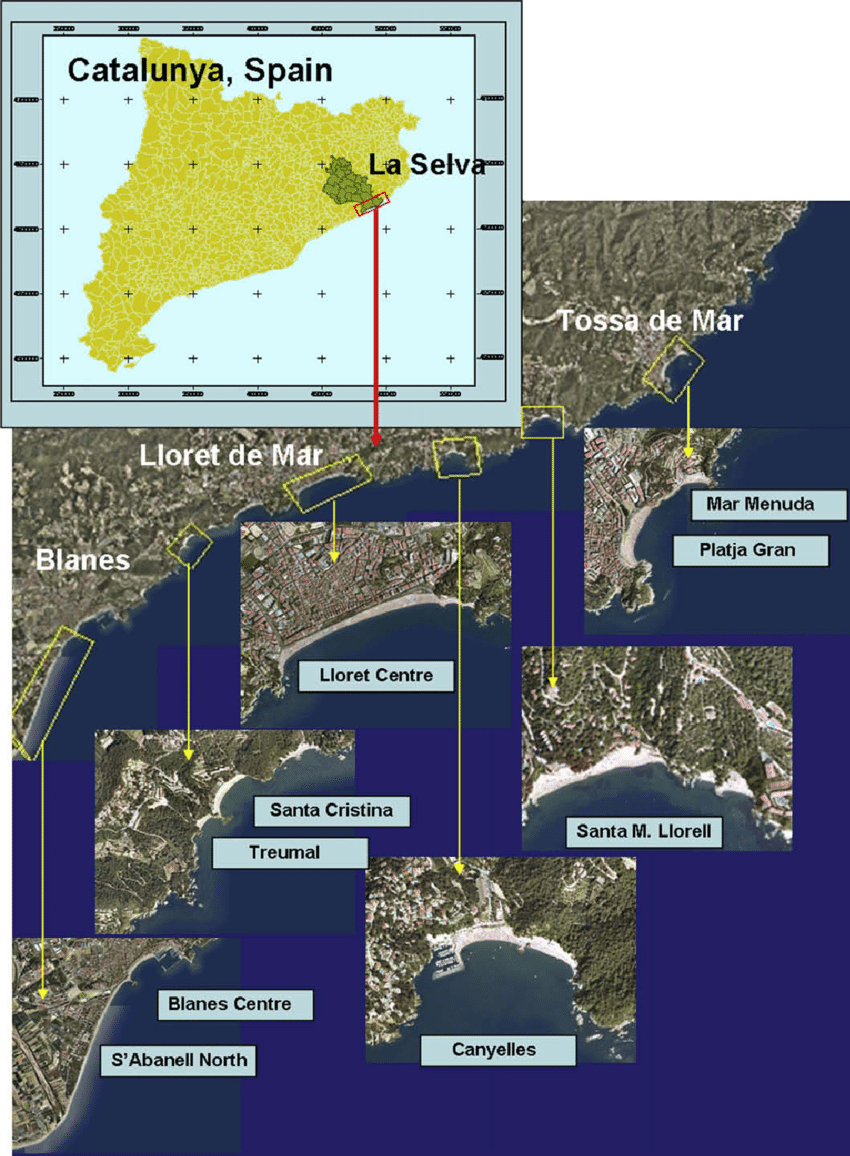 Catalunya, Spain
La Selva
Tossa de Mar
Lloret de Mar
Mar Menuda
Platja Gran
Blanes
Lloret Centre
Santa Cristina
Santa M. Llorell
Treumal
Blanes Centre
Canyelles
S'Abanell North